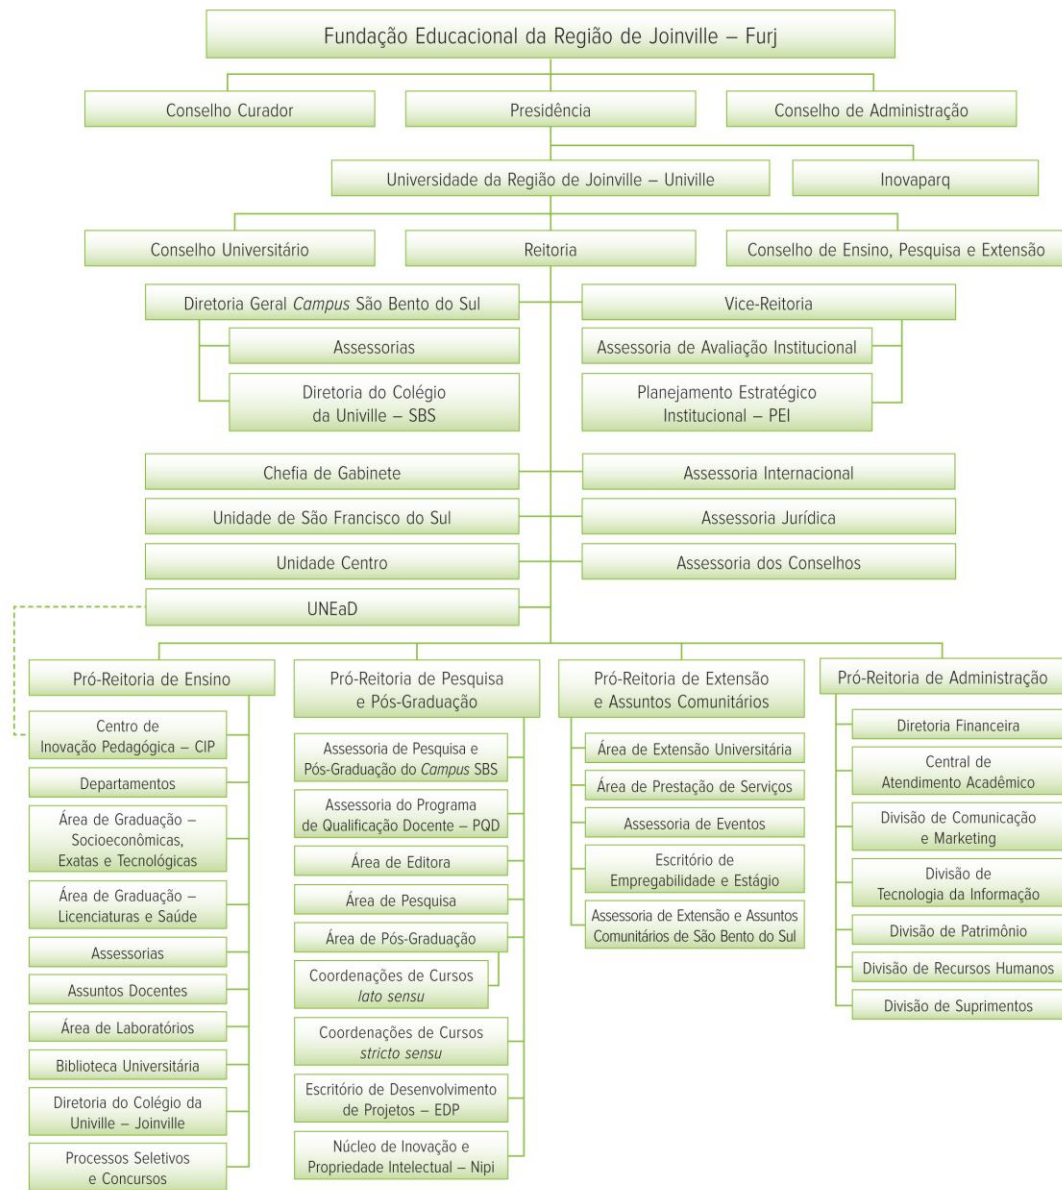 Fundação Educacional da Região de Joinville – Furj
Conselho Curador
Presidência
Conselho de Administração
Universidade da Região de Joinville – Univille
Inovaparq
Conselho Universitário
Reitoria
Conselho de Ensino, Pesquisa e Extensão
Diretoria Geral Campus São Bento do Sul
Vice-Reitoria
Assessorias
Assessoria de Avaliação Institucional
Diretoria do Colégio
da Univille – SBS
Planejamento Estratégico
Institucional – PEI
Chefia de Gabinete
Assessoria Internacional
Unidade de São Francisco do Sul
Assessoria Jurídica
Unidade Centro
Assessoria dos Conselhos
UNEaD
Pró-Reitoria de Ensino
Centro de
Inovação Pedagógica – CIP
Departamentos
Área de Graduação –
Socioeconômicas,
Exatas e Tecnológicas
Área de Graduação –
Licenciaturas e Saúde
Assessorias
Assuntos Docentes
Área de Laboratórios
Biblioteca Universitária
Diretoria do Colégio da
Univille – Joinville
Processos Seletivos
e Concursos
Pró-Reitoria de Pesquisa
e Pós-Graduação
Assessoria de Pesquisa e
Pós-Graduação do Campus SBS
Assessoria do Programa
de Qualificação Docente – PQD
Área de Editora
Área de Pesquisa
Área de Pós-Graduação
Coordenações de Cursos
lato sensu
Coordenações de Cursos
stricto sensu
Escritório de Desenvolvimento
de Projetos – EDP
Núcleo de Inovação e
Propriedade Intelectual – Nipi
Pró-Reitoria de Extensão
e Assuntos Comunitários
Área de Extensão Universitária
Área de Prestação de Serviços
Assessoria de Eventos
Escritório de
Empregabilidade e Estágio
Assessoria de Extensão e Assuntos
Comunitários de São Bento do Sul
Pró-Reitoria de Administração
Diretoria Financeira
Central de
Atendimento Acadêmico
Divisão de Comunicação
e Marketing
Divisão de
Tecnologia da Informação
Divisão de Patrimônio
Divisão de Recursos Humanos
Divisão de Suprimentos